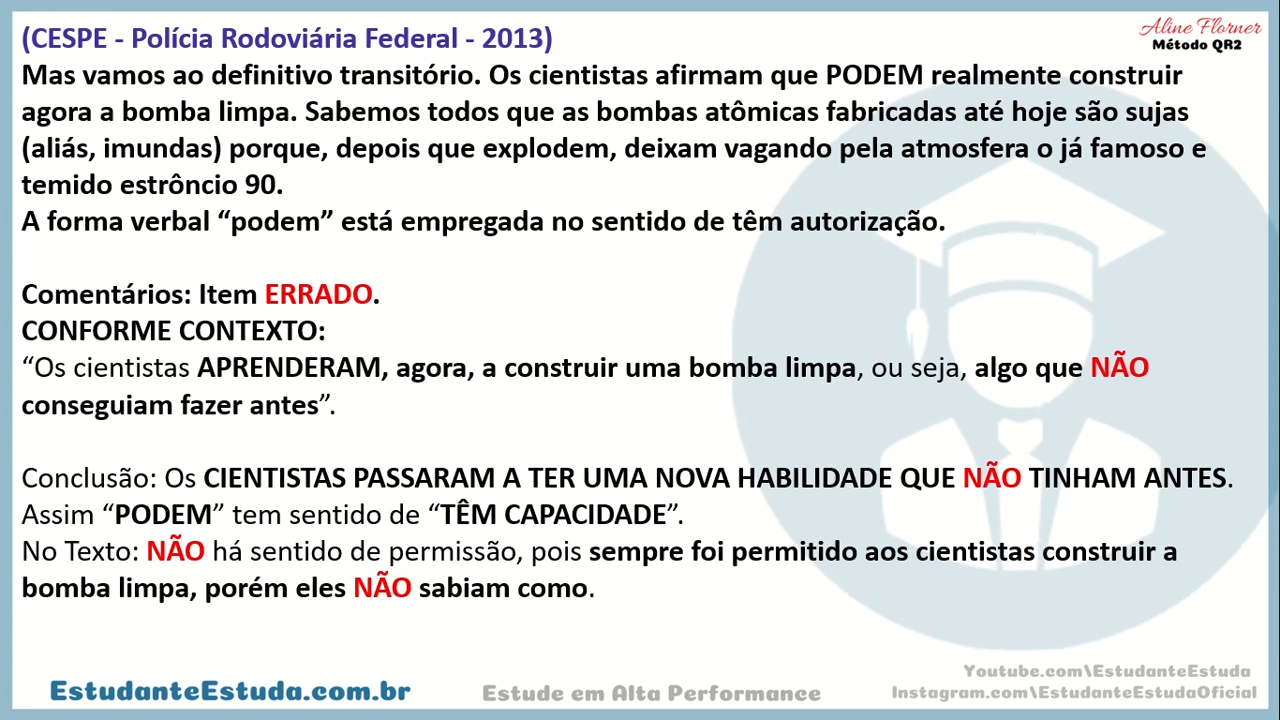 (CESPE - Polícia Rodoviária Federal - 2013)
Aline Florner
Método QR2
Mas vamos ao definitivo transitório. Os cientistas afirmam que PODEM realmente construir
agora a bomba limpa. Sabemos todos que as bombas atômicas fabricadas até hoje são sujas
(aliás, imundas) porque, depois que explodem, deixam vagando pela atmosfera o já famoso e
temido estrôncio 90.
A forma verbal “podem” está empregada no sentido de têm autorização.
Comentários: Item ERRADO.
CONFORME CONTEXTO:
“Os cientistas APRENDERAM, agora, a construir uma bomba limpa, ou seja, algo que NÃO
conseguiam fazer antes”.
Conclusão: Os CIENTISTAS PASSARAM A TER UMA NOVA HABILIDADE QUE NÃO TINHAM ANTES.
Assim “PODEM” tem sentido de “TÊM CAPACIDADE”.
No Texto: NÃO há sentido de permissão, pois sempre foi permitido aos cientistas construir a
bomba limpa, porém eles NÃO sabiam como.
EstudanteEstuda.com.br
Estude em Alta Performance
Youtube.com\EstudanteEstuda
Instagram.com\EstudanteEstudaOficial